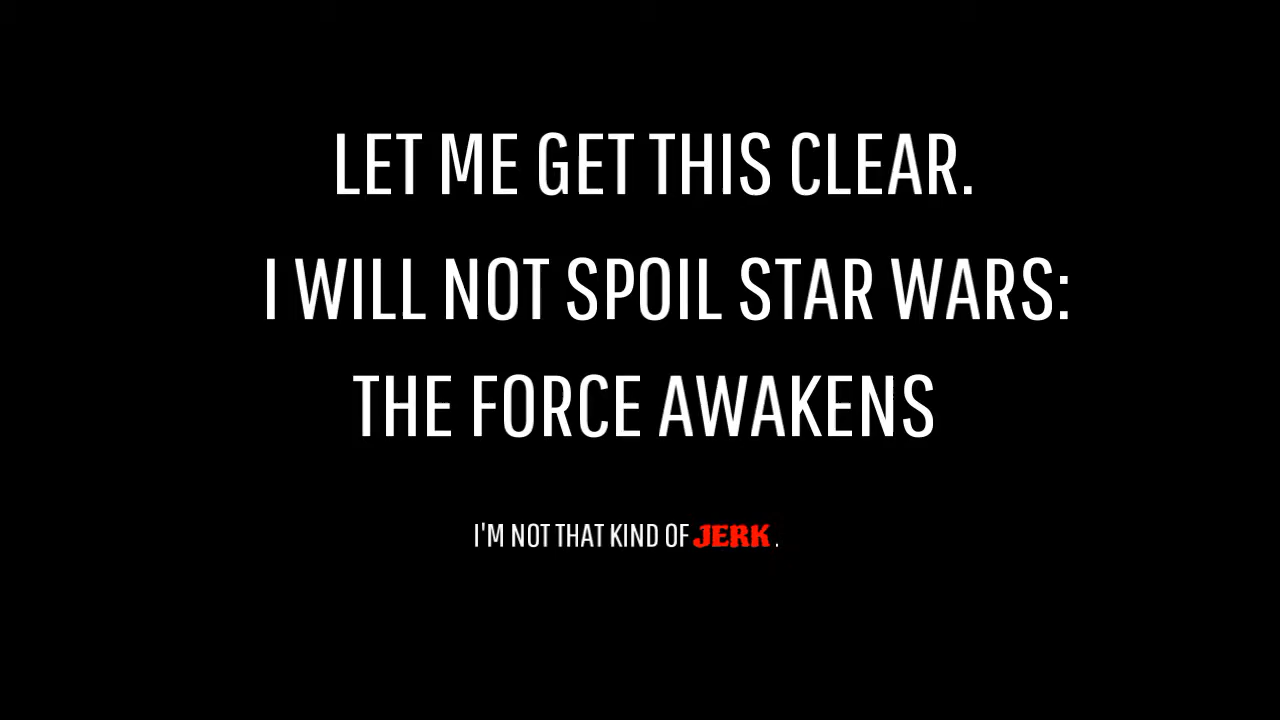 LET ME GET THIS CLEAR.
I WILL NOT SPOIL STAR WARS:
THE FORCE AWAKENS
I'M NOT THAT KIND OF JERK.